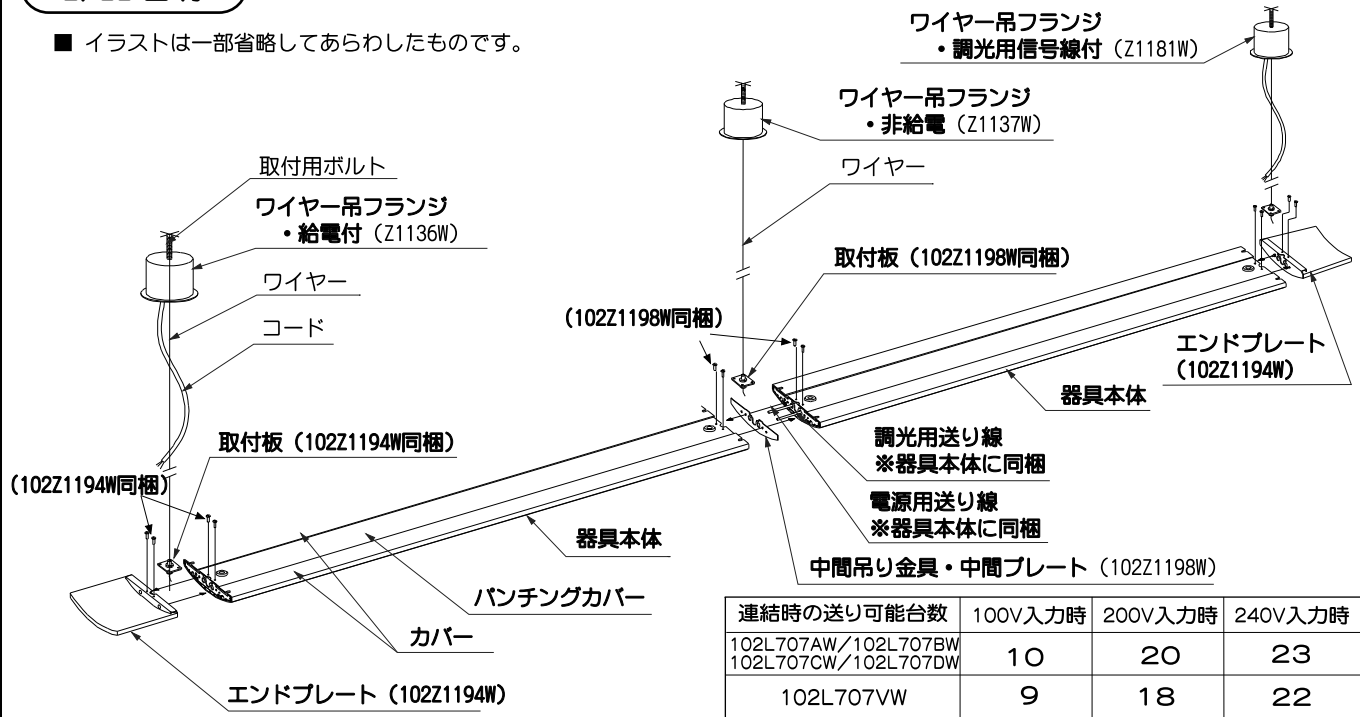 ■ イラストは一部省略してあらわしたものです。
ワイヤー吊フランジ
・調光用信号線付（Z1181W）
ワイヤー吊フランジ
・非給電（Z1137W）
ワイヤー
取付用ボルト
ワイヤー吊フランジ
・給電付（Z1136W）
ワイヤー
コード
取付板（102Z1198W同梱）
（102Z1198W同梱）
エンドプレート
（102Z1194W）
器具本体
調光用送り線
※器具本体に同梱
電源用送り線
※器具本体に同梱
中間吊り金具・中間プレート（102Z1198W）
取付板（102Z1194W同梱）
（102Z1194W同梱）
器具本体
パンチングカバー
カバー
エンドプレート（102Z1194W）
連結時の送り可能台数 100V入力時 200V入力時 240V入力時
102L707AW／102L707BW
102L707CW／102L707DW 10 20 23
102L707VW 9 18 22